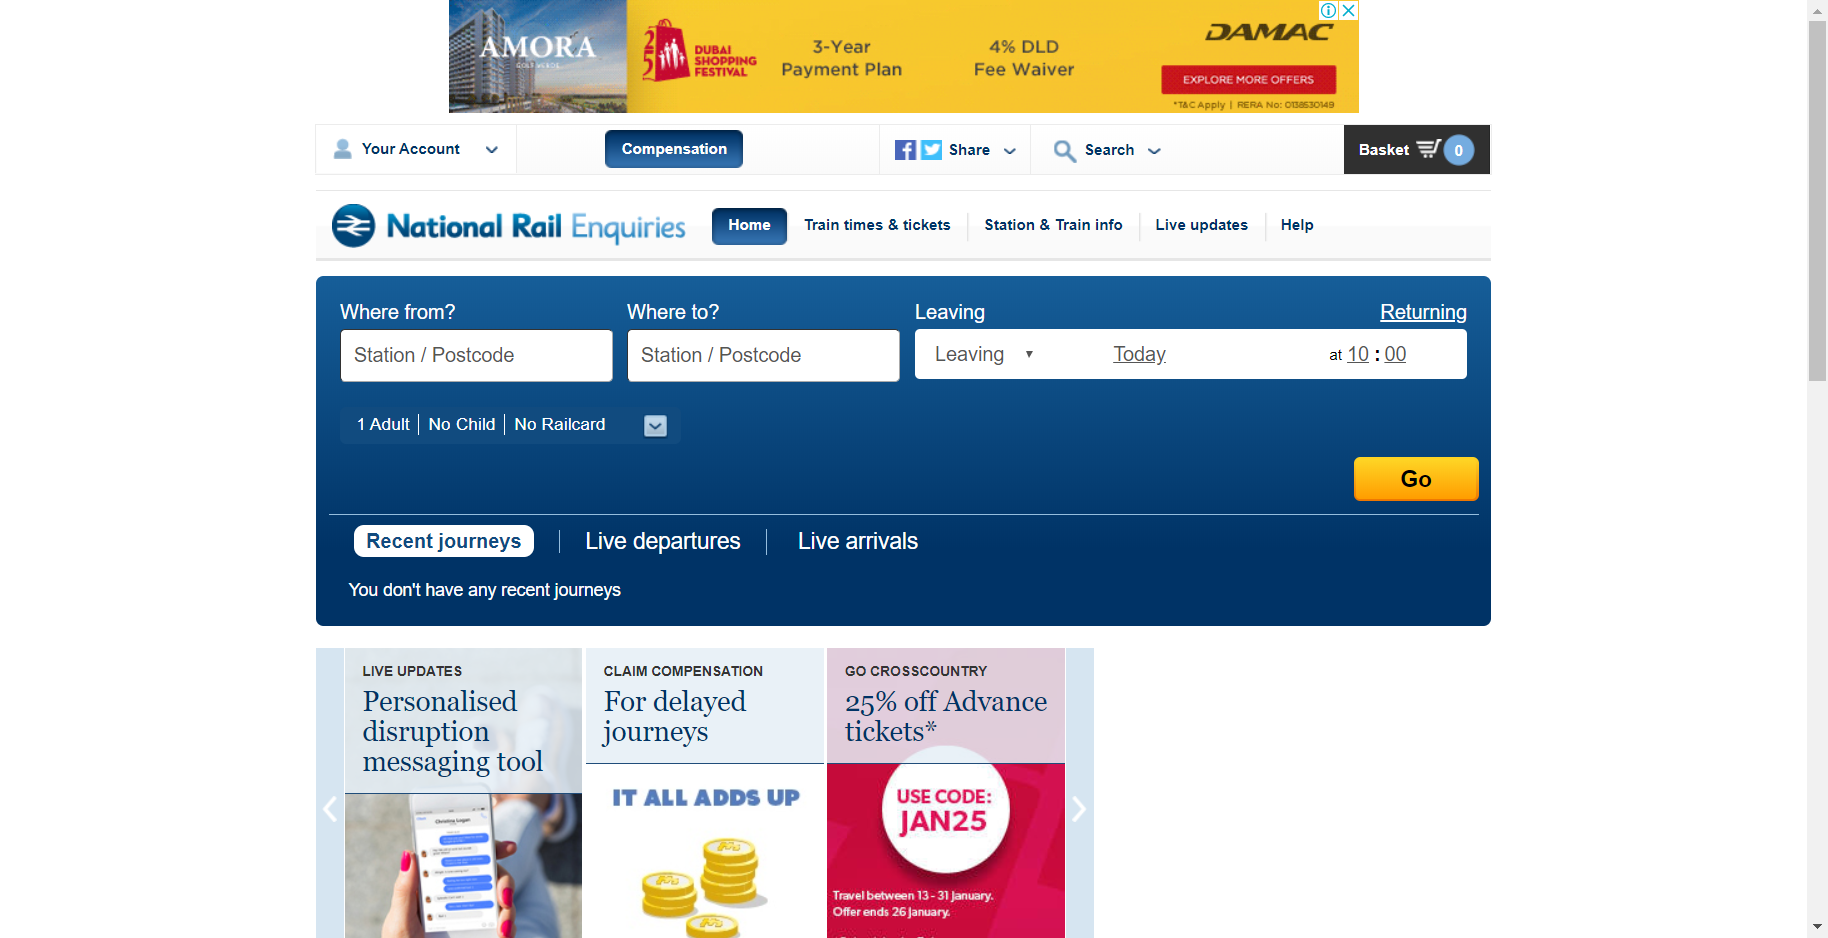 AMORA
GOLF VERDE
2025
DUBAI
SHOPPING
FESTIVAL
3-Year
Payment Plan
4% DLD
Fee Waiver
DAMAC
EXPLORE MORE OFFERS
*T&C Apply | RERA No: 0138530149
Your Account
Compensation
Share
Search
Basket 0
National Rail Enquiries
Home
Train times & tickets
Station & Train info
Live updates
Help
Where from?
Where to?
Leaving
Returning
Station / Postcode
Station / Postcode
Leaving
Today
at 10 : 00
1 Adult
No Child
No Railcard
Go
Recent journeys
Live departures
Live arrivals
You don't have any recent journeys
LIVE UPDATES
Personalised
disruption
messaging tool
CLAIM COMPENSATION
For delayed
journeys
IT ALL ADDS UP
GO CROSSCOUNTRY
25% off Advance
tickets*
USE CODE:
JAN25
Travel between 13 - 31 January.
Offer ends 26 January.